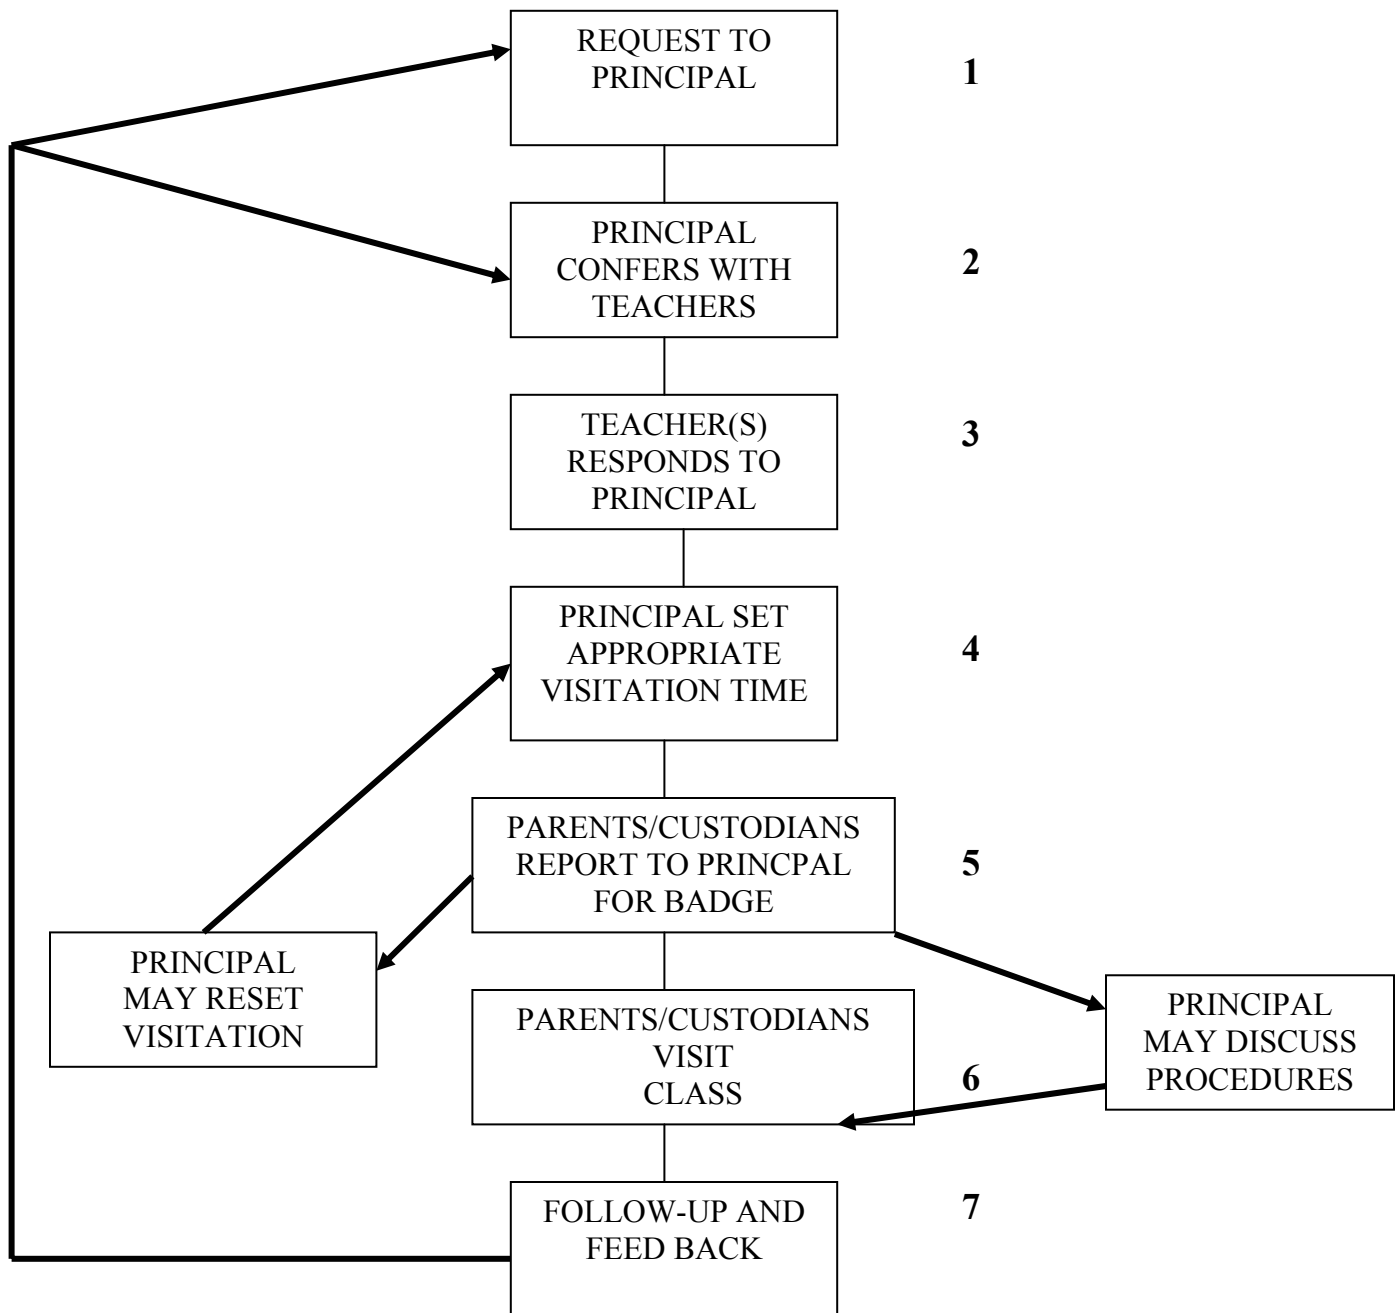 REQUEST TO
PRINCIPAL
1
PRINCIPAL
CONFERS WITH
TEACHERS
2
TEACHER(S)
RESPONDS TO
PRINCIPAL
3
PRINCIPAL SET
APPROPRIATE
VISITATION TIME
4
PARENTS/CUSTODIANS
REPORT TO PRINCPAL
FOR BADGE
5
PRINCIPAL
MAY RESET
VISITATION
PRINCIPAL
MAY DISCUSS
PROCEDURES
PARENTS/CUSTODIANS
VISIT
CLASS
6
FOLLOW-UP AND
FEED BACK
7